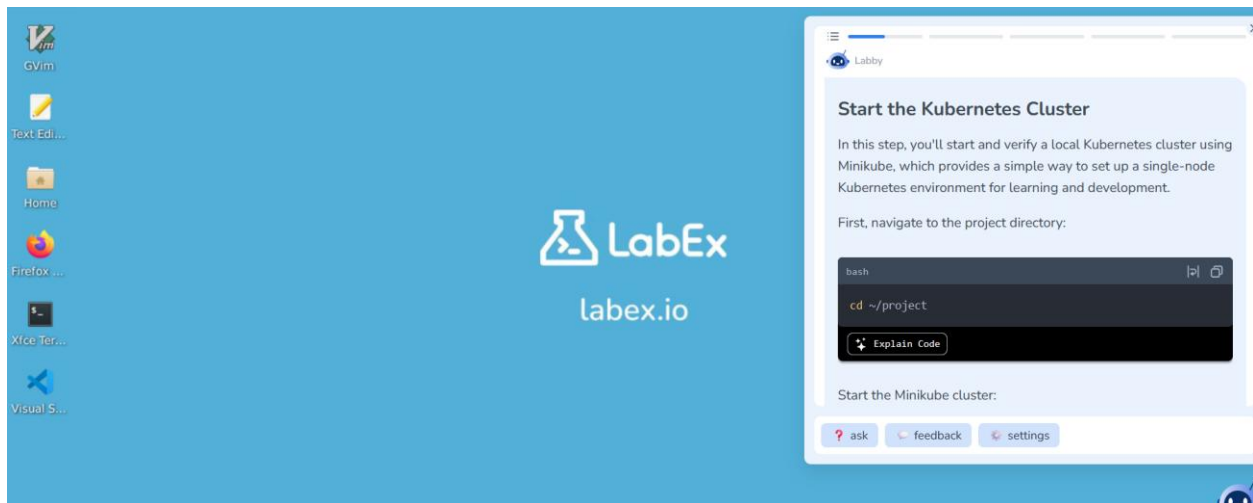 Vim
GVim
Text Edi...
Home
Firefox ...
$_
Xfce Ter...
Visual S...
LabEx
labex.io
Labby
Start the Kubernetes Cluster
In this step, you'll start and verify a local Kubernetes cluster using
Minikube, which provides a simple way to set up a single-node
Kubernetes environment for learning and development.
First, navigate to the project directory:
bash
cd ~/project
Explain Code
Start the Minikube cluster:
? ask
feedback
settings